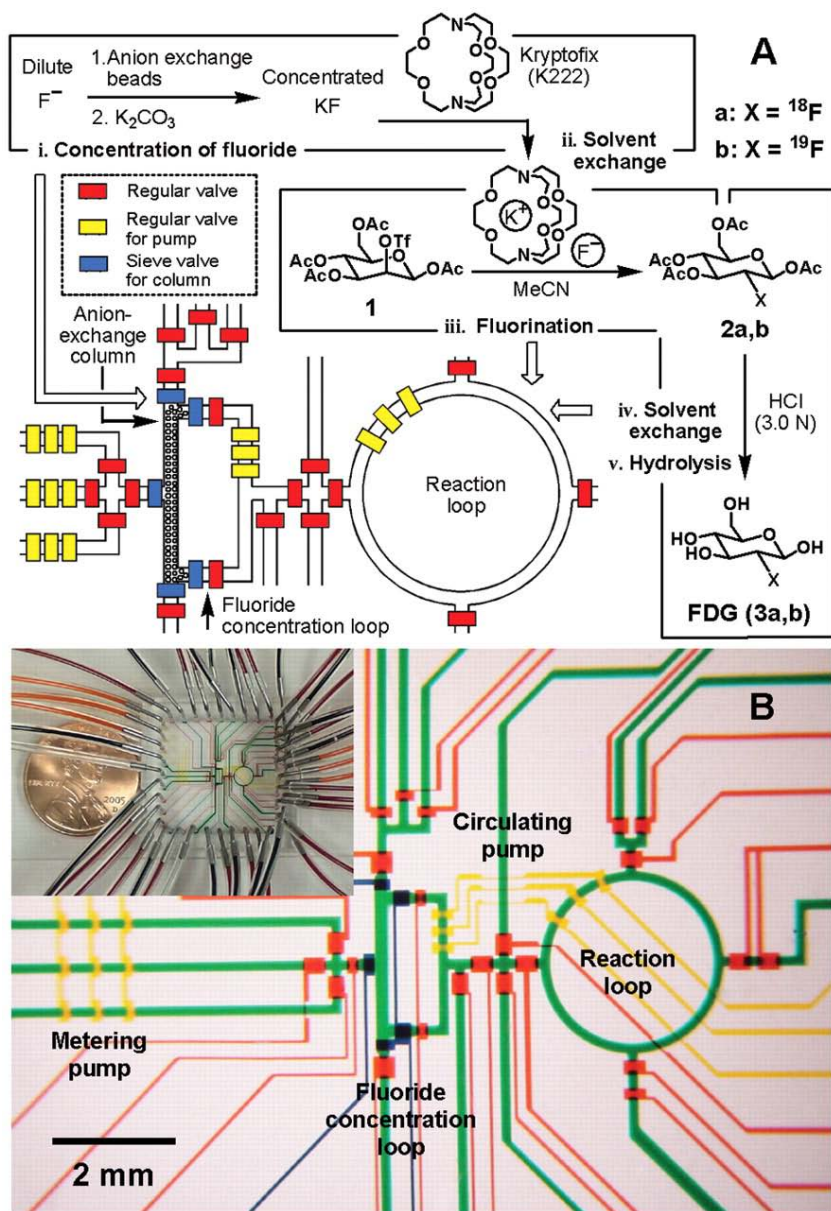 A
Dilute
F⁻
1.Anion exchange
beads
2. K₂CO₃
Concentrated
KF
N
O
O
O
O
O
O
N
Kryptofix
(K222)
a: X = ¹⁸F
b: X = ¹⁹F
i. Concentration of fluoride
ii. Solvent
exchange
Regular valve
Regular valve
for pump
Sieve valve
for column
OAc
OTf
AcO
AcO
OAc
1
N
O
O
O
O
O
O
K⁺
N
F⁻
MeCN
OAc
AcO
AcO
OAc
X
2a,b
iii. Fluorination
Anion-
exchange
column
HCl
(3.0 N)
iv. Solvent
exchange
v. Hydrolysis
Reaction
loop
OH
HO
HO
OH
X
FDG (3a,b)
Fluoride
concentration loop
B
LIBERTY
2005
D
Circulating
pump
Reaction
loop
Metering
pump
Fluoride
concentration
loop
2 mm